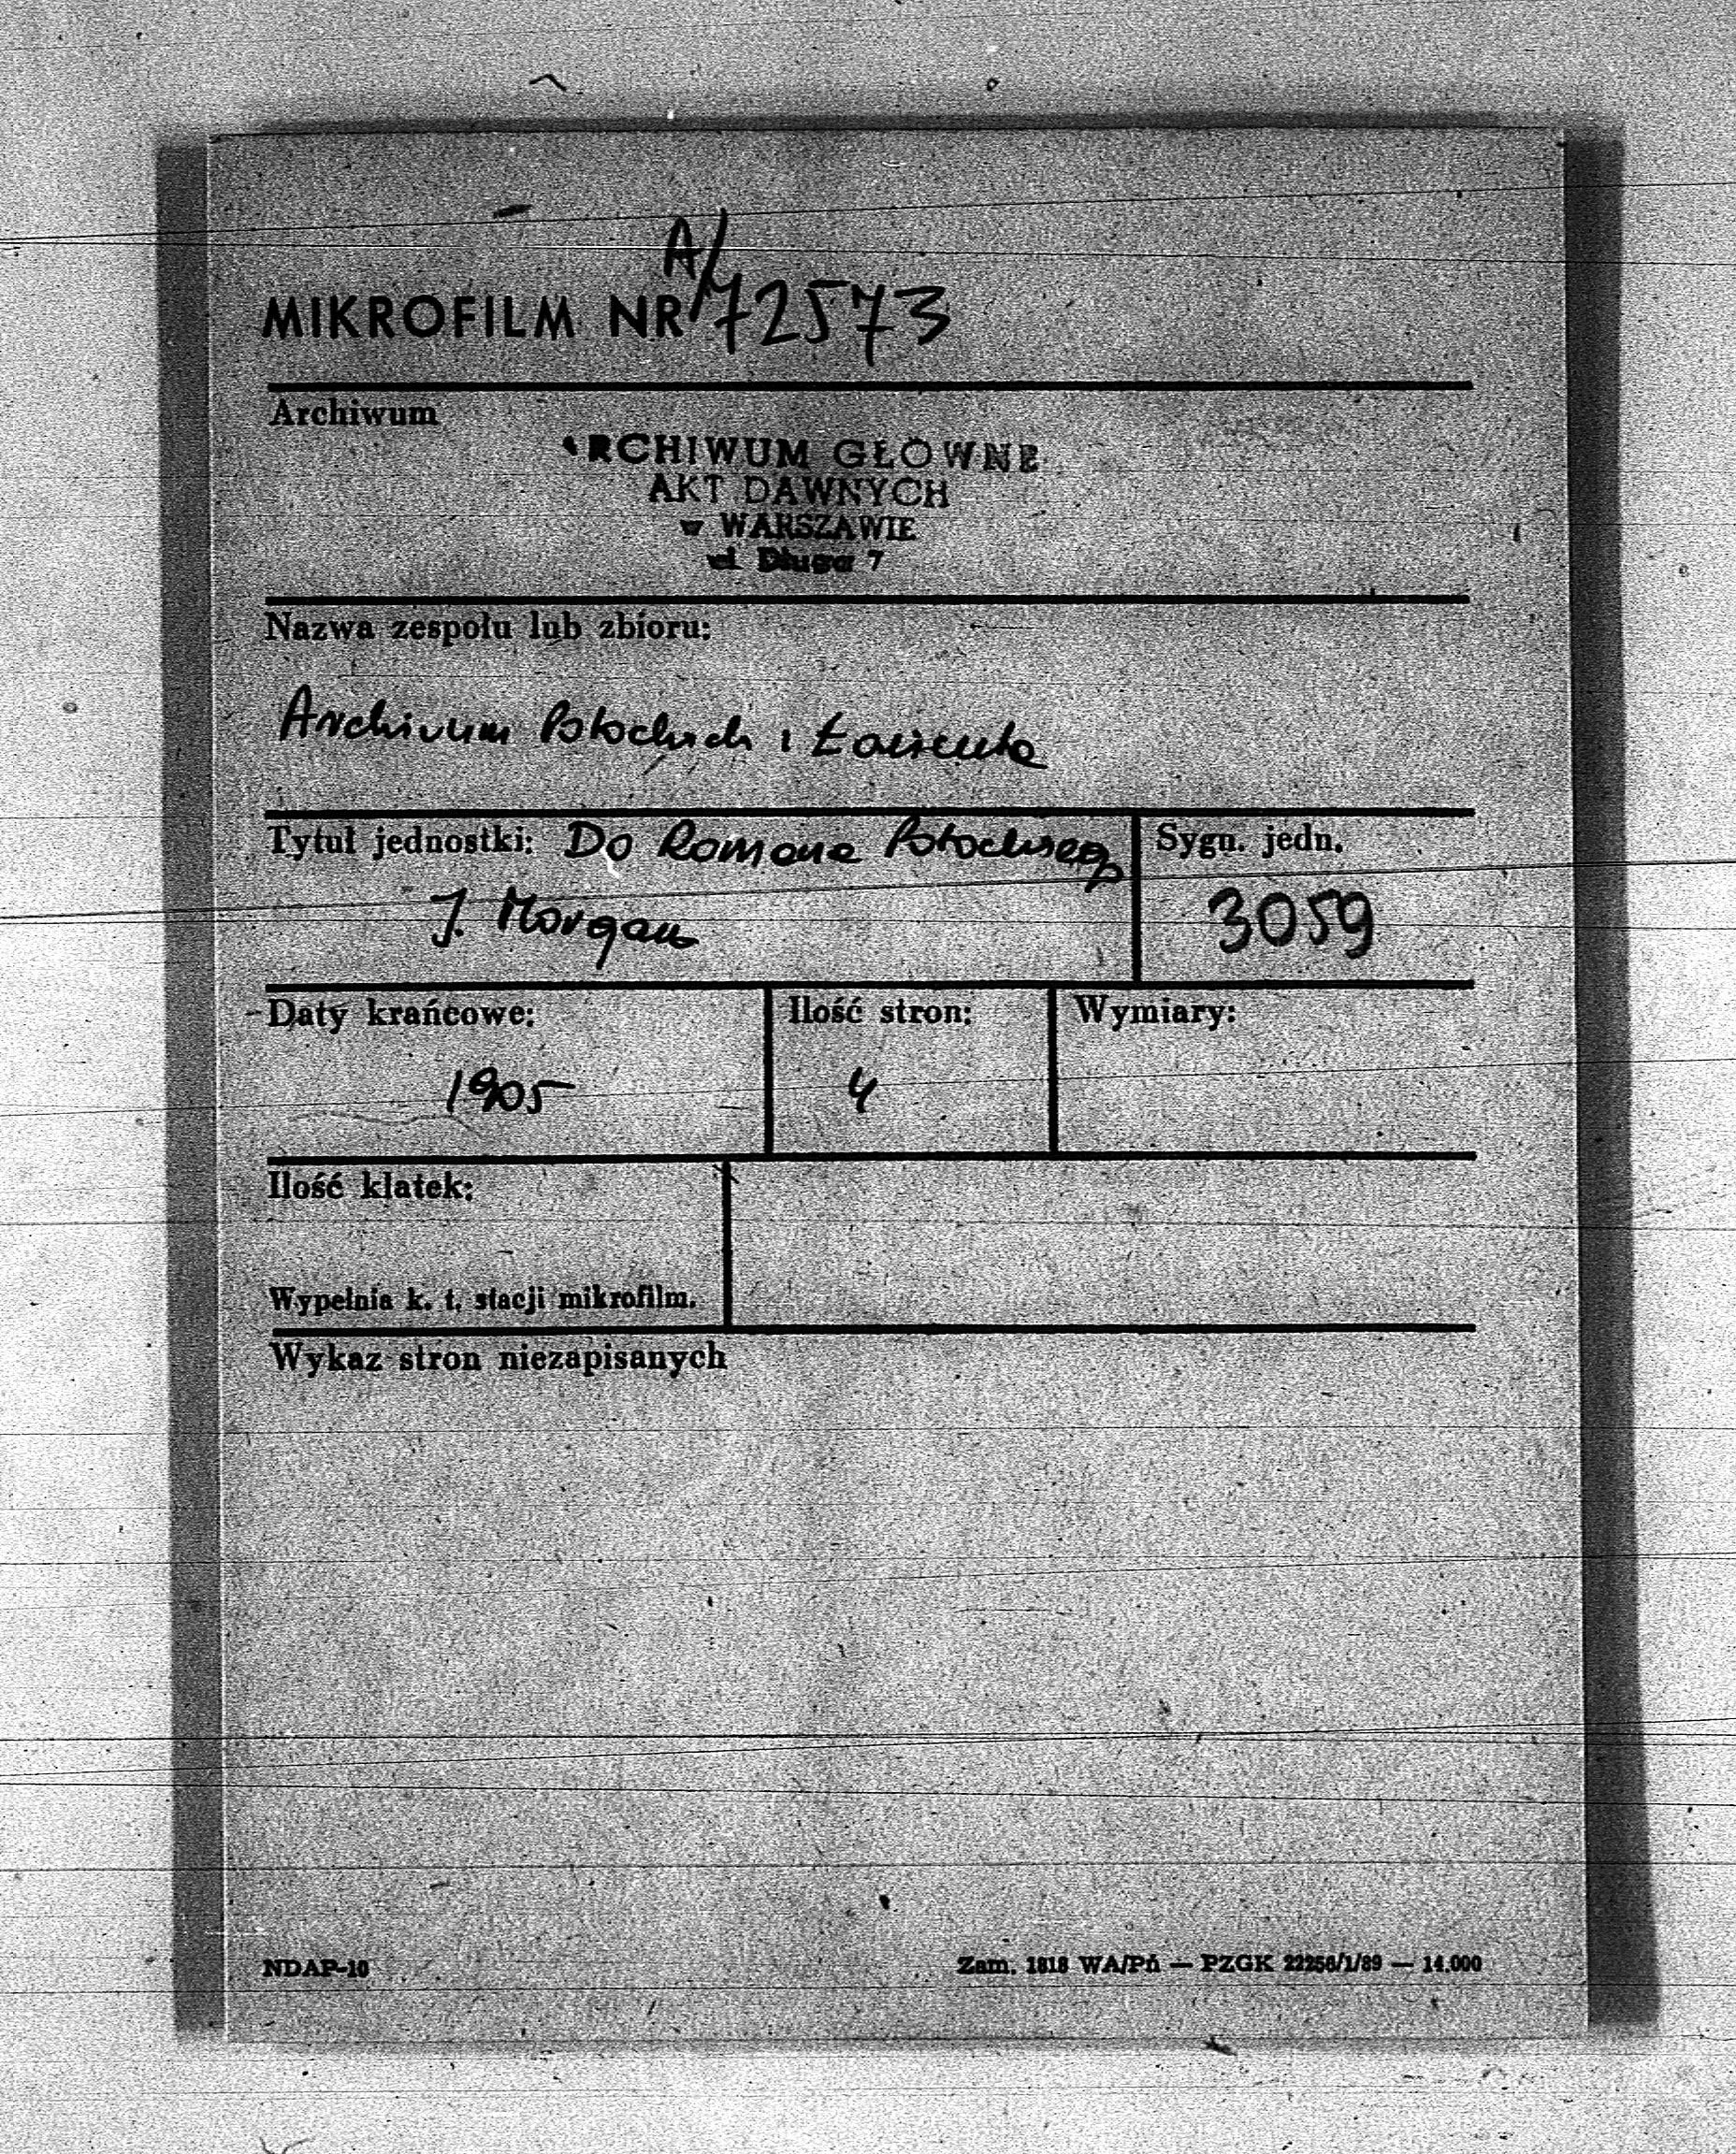 A/
MIKROFILM NR 72573
Archiwum
ARCHIWUM GŁÓWNE
AKT DAWNYCH
w WARSZAWIE
ul. Długa 7
Nazwa zespołu lub zbioru:
Archiwum Potockich z Łańcuta
Tytuł jednostki: Do Romana Potockiego
J. Morgan
Sygn. jedn.
3059
Daty krańcowe:
1905
Ilość stron:
4
Wymiary:
Ilość klatek:
Wypełnia k. t. stacji mikrofilm.
Wykaz stron niezapisanych
NDAP-10
Zam. 1818 WA/Pń — PZGK 22256/1/89 — 14.000